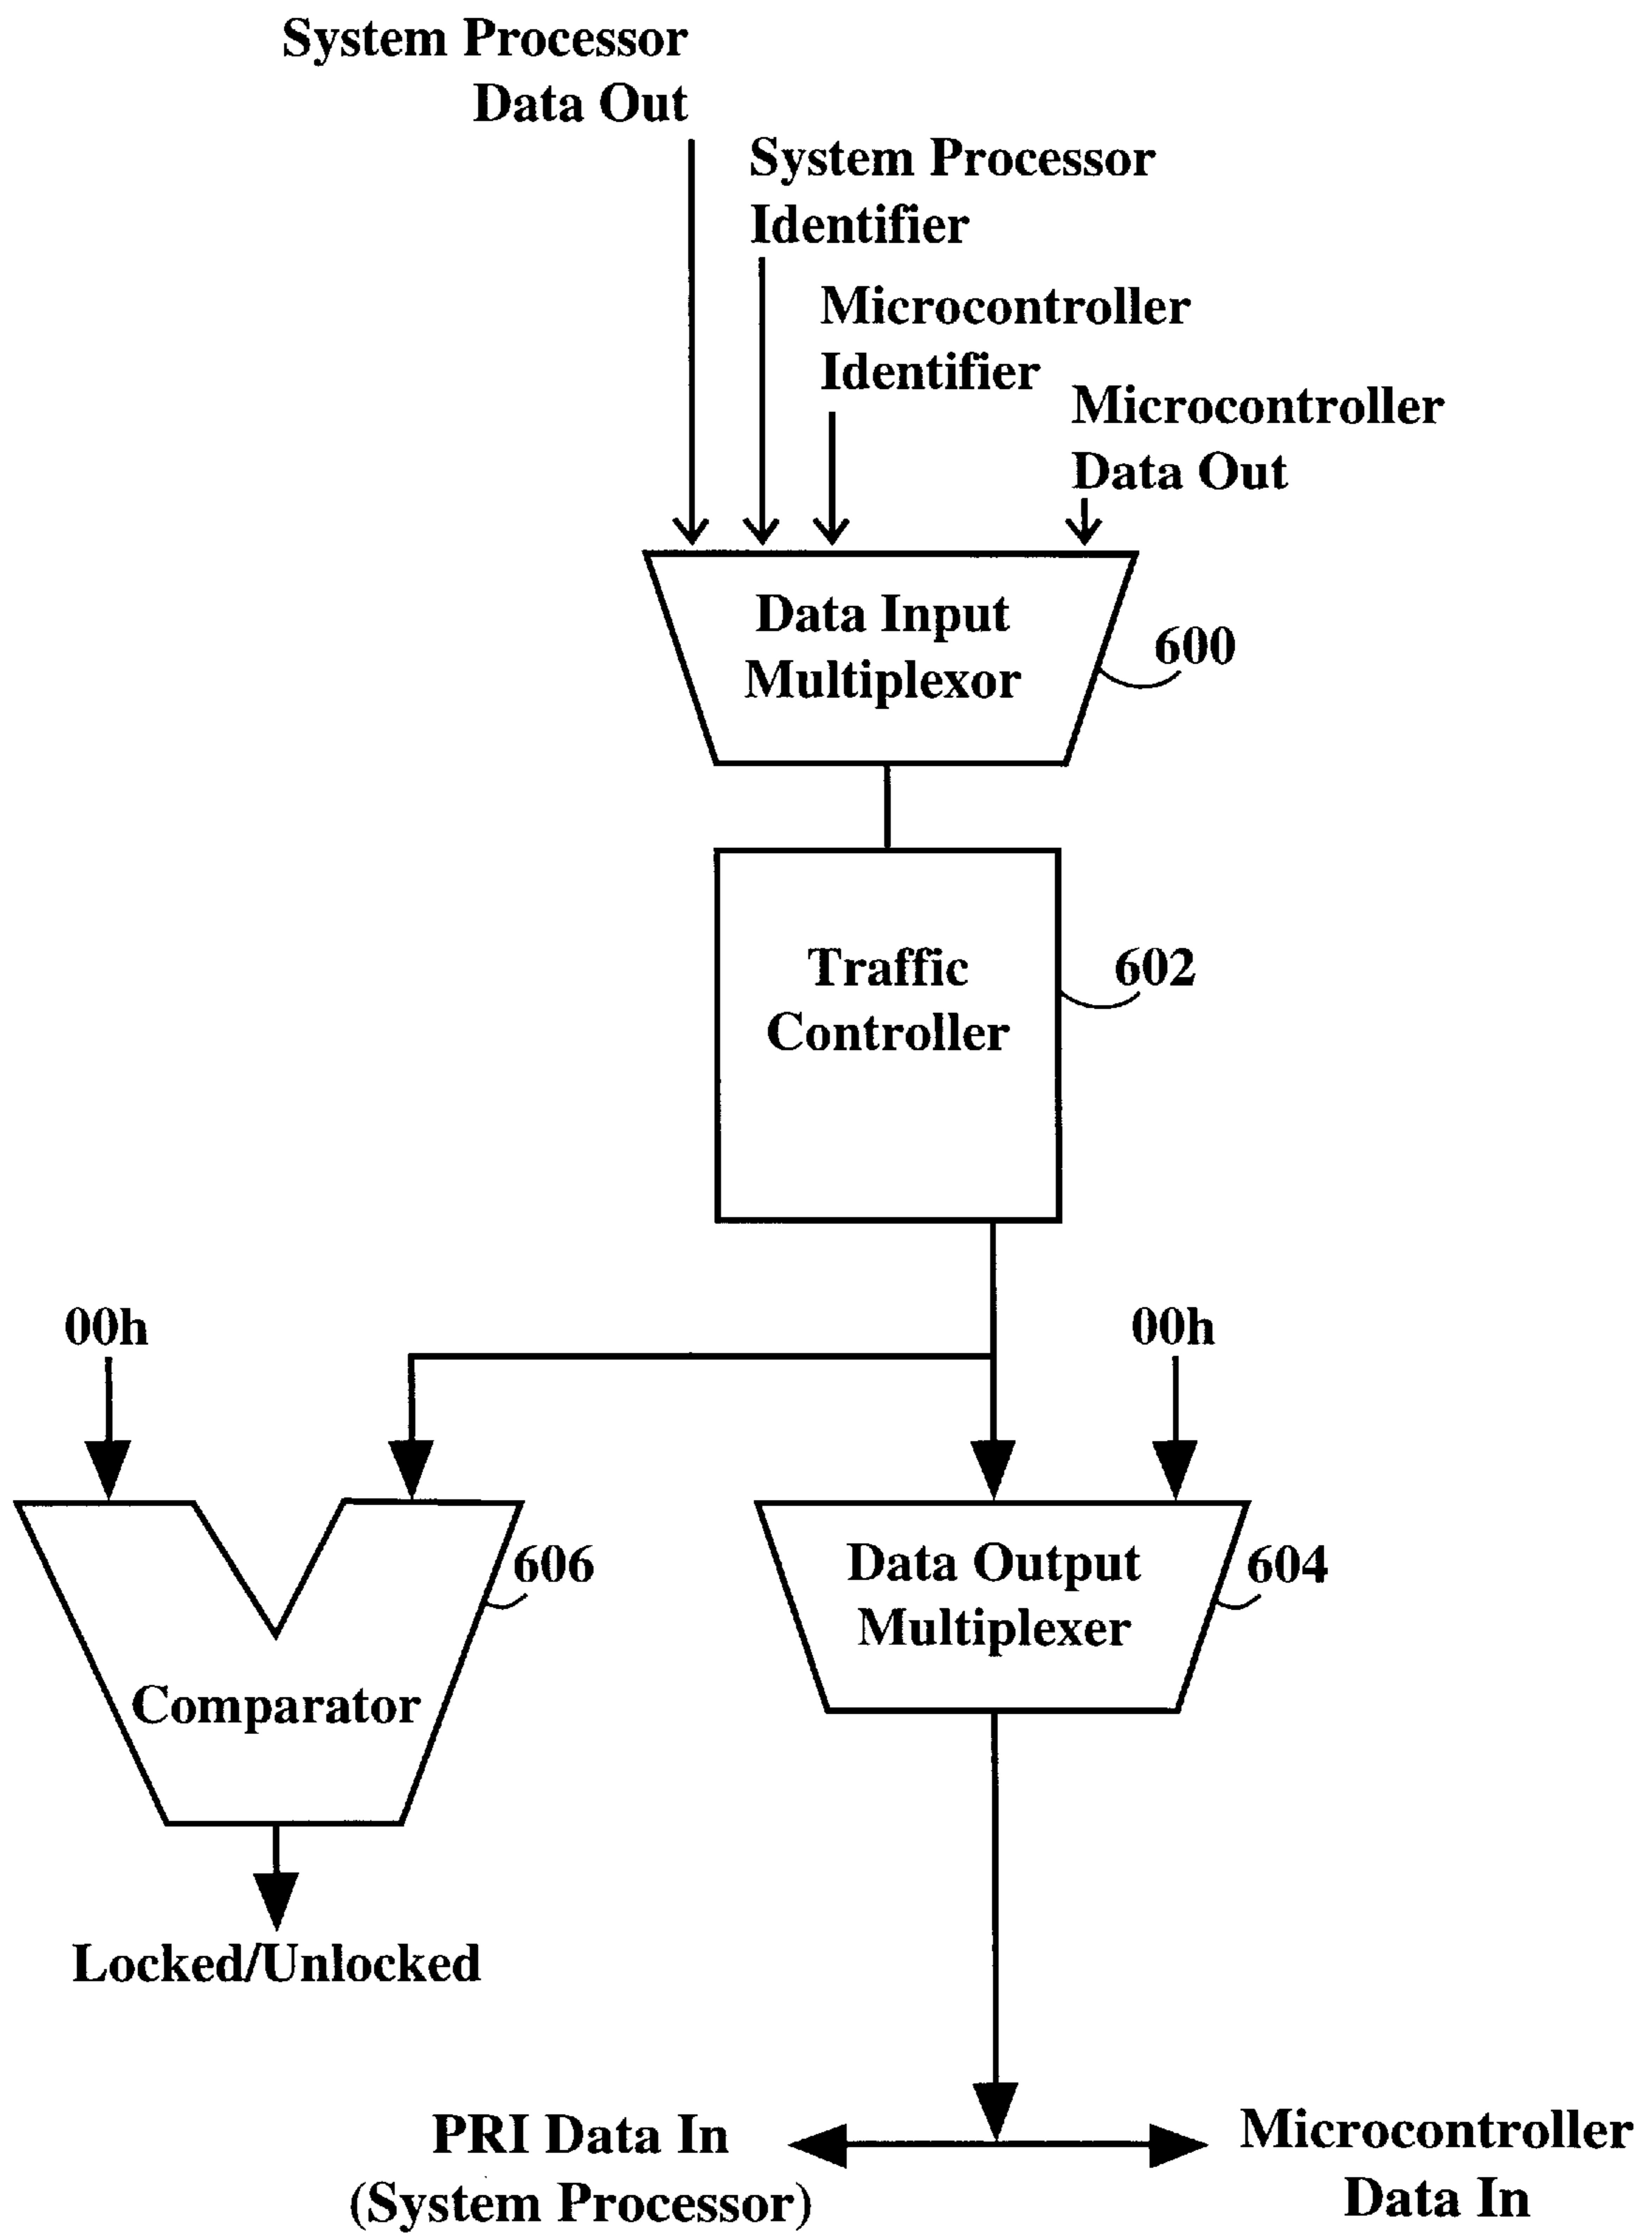 System Processor
Data Out
System Processor
Identifier
Microcontroller
Identifier
Microcontroller
Data Out
Data Input
Multiplexor
600
Traffic
Controller
602
00h
00h
606
Data Output
Multiplexer
604
Comparator
Locked/Unlocked
PRI Data In
(System Processor)
Microcontroller
Data In